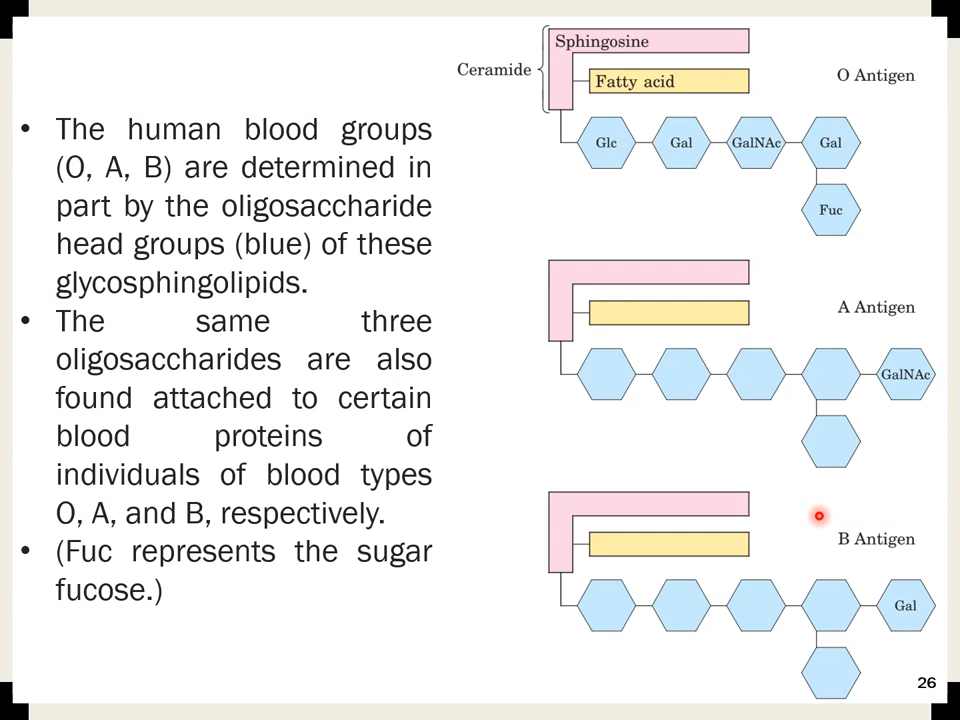 • The human blood groups
(O, A, B) are determined in
part by the oligosaccharide
head groups (blue) of these
glycosphingolipids.
• The same three
oligosaccharides are also
found attached to certain
blood proteins of
individuals of blood types
O, A, and B, respectively.
• (Fuc represents the sugar
fucose.)
Sphingosine
Ceramide
Fatty acid
O Antigen
Glc Gal GalNAc Gal
Fuc
A Antigen
GalNAc
B Antigen
Gal
26